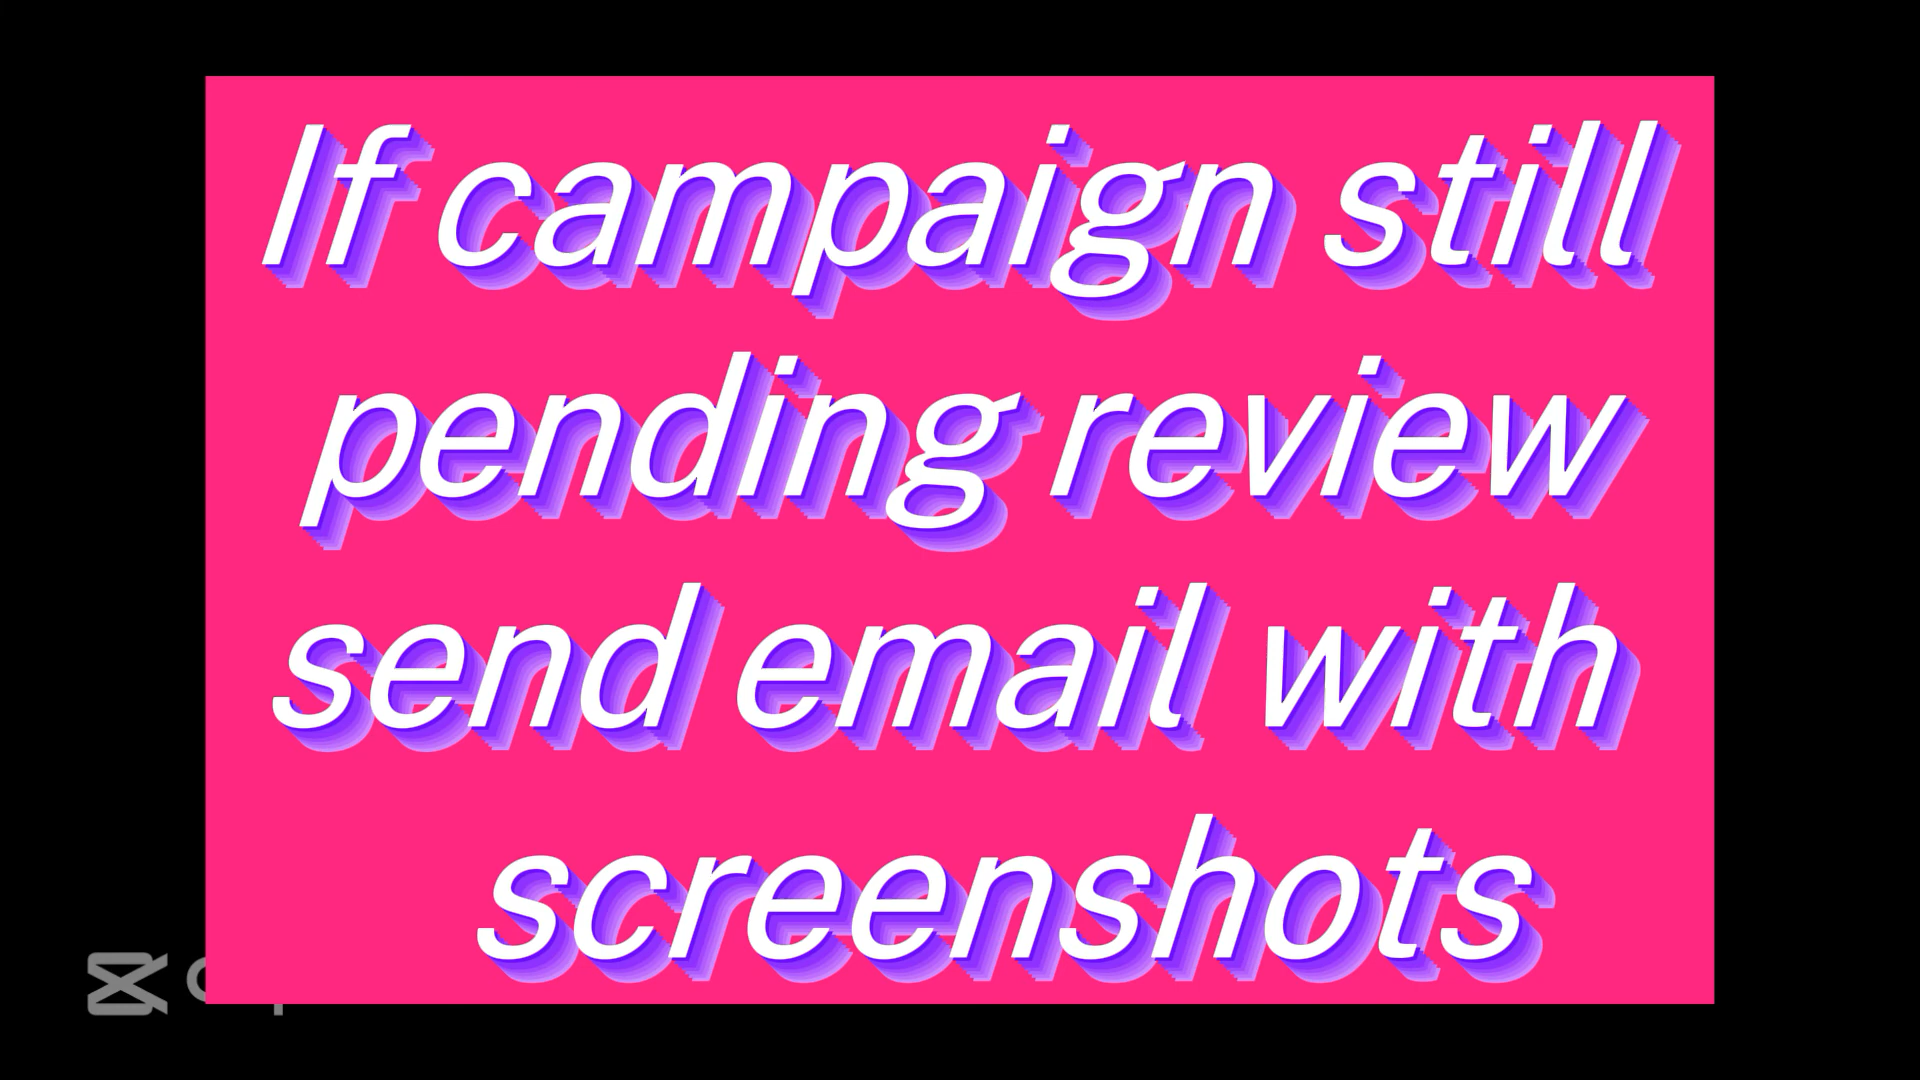 If campaign still
pending review
send email with
screenshots